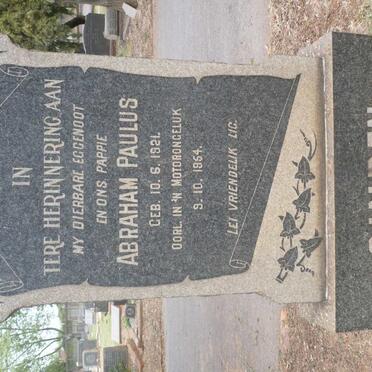 IN
TERE HERINNERING AAN
MY DIERBARE EGGENOOT
EN ONS PAPPIE
ABRAHAM PAULUS
GEB. 10. 6. 1921.
OORL. IN 'N MOTORONGELUK
9. 10. 1964.
LEI VRIENDELIK LIG.